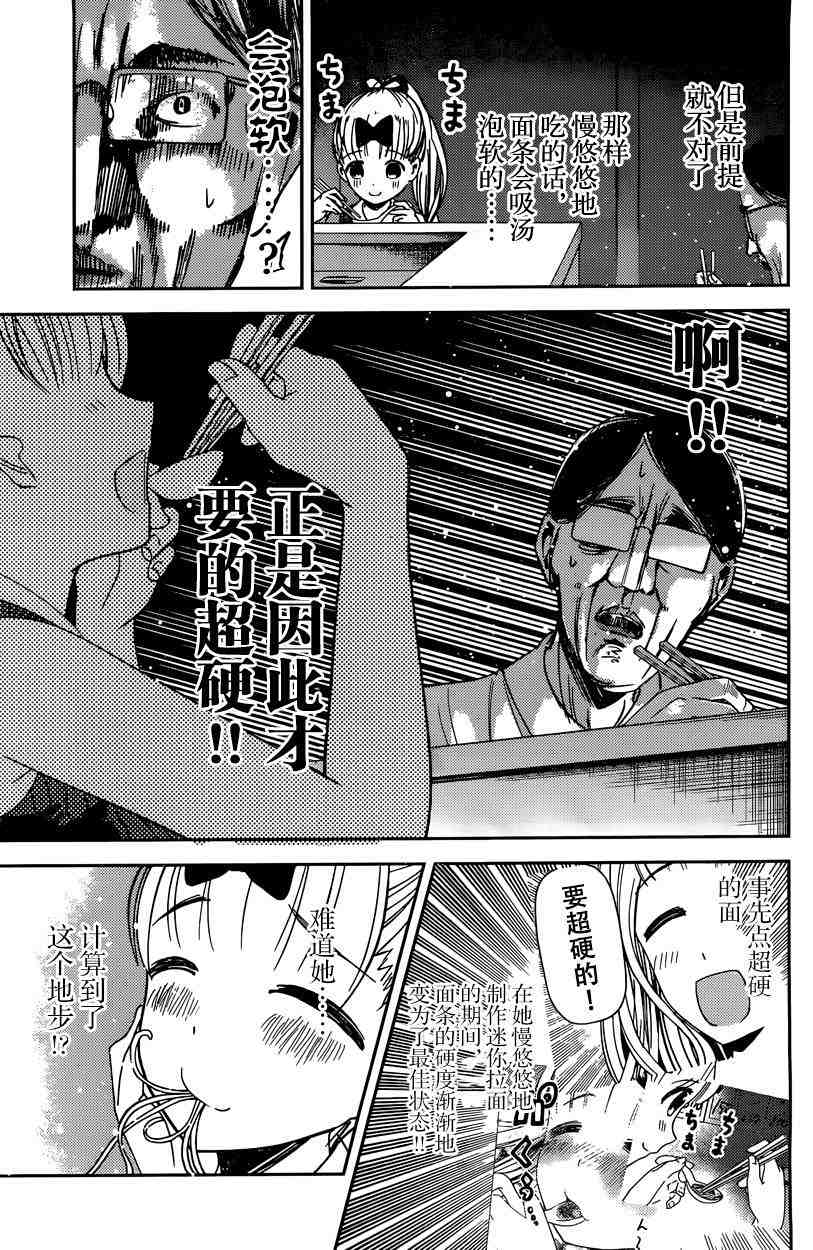 但是前提
就不对了
那样
慢悠悠地
吃的话，
面条会吸汤
泡软的……
ちま
ちま
会泡软……
?
啊!!
正是因此才
要的超硬!!
事先点超硬
的面
要超硬的！
在她慢悠悠地
制作迷你拉面
的期间，
面条的硬度渐渐地
变为了最佳状态!!
ちま
ちま
难道她……
计算到了
这个地步!?